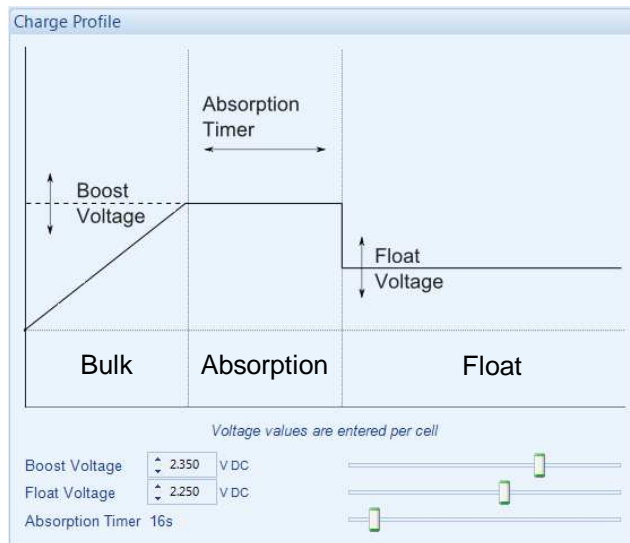 Charge Profile
Absorption
Timer
Boost
Voltage
Float
Voltage
Bulk
Absorption
Float
Voltage values are entered per cell
Boost Voltage 2.350 V DC
Float Voltage 2.250 V DC
Absorption Timer 16s